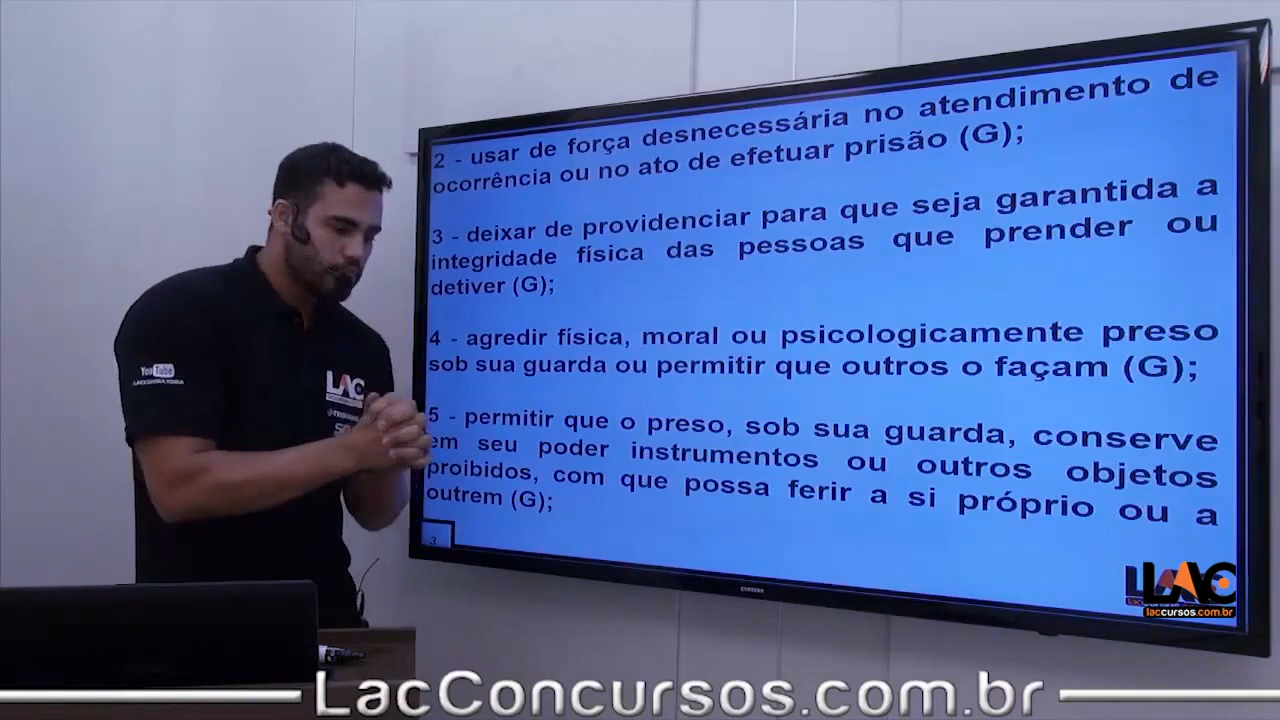 2 - usar de força desnecessária no atendimento de
ocorrência ou no ato de efetuar prisão (G);
3 - deixar de providenciar para que seja garantida a
integridade física das pessoas que prender ou
detiver (G);
4 - agredir física, moral ou psicologicamente preso
sob sua guarda ou permitir que outros o façam (G);
5 - permitir que o preso, sob sua guarda, conserve
em seu poder instrumentos ou outros objetos
proibidos, com que possa ferir a si próprio ou a
outrem (G);
3
YouTube
LAC
LAC
laccursos.com.br
SAMSUNG
LacConcursos.com.br